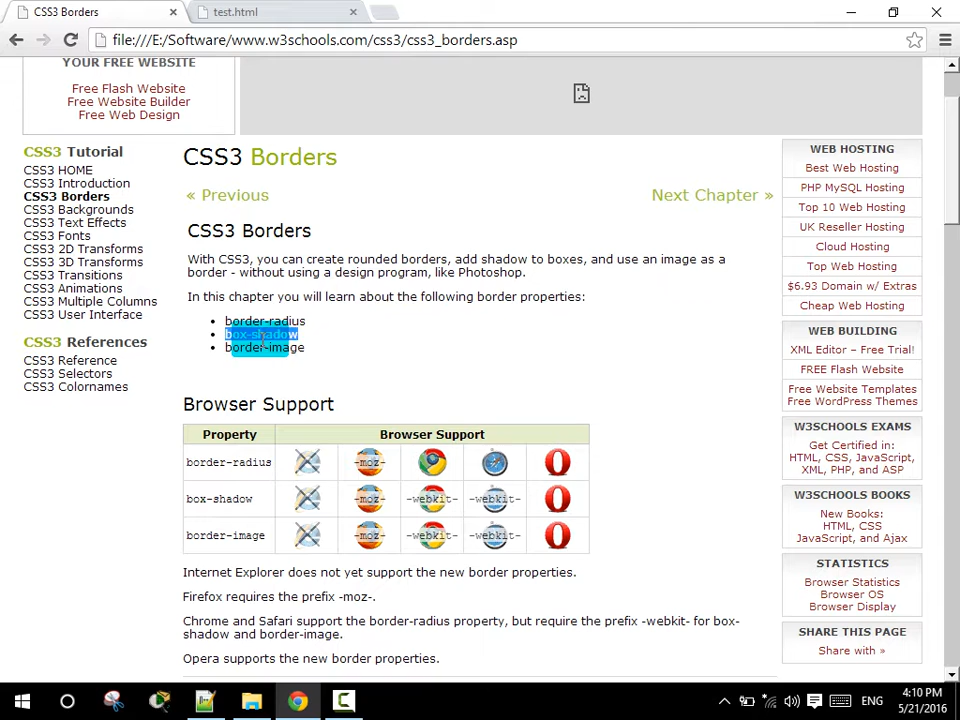 CSS3 Borders
test.html
file:///E:/Software/www.w3schools.com/css3/css3_borders.asp
YOUR FREE WEBSITE
Free Flash Website
Free Website Builder
Free Web Design
CSS3 Tutorial
CSS3 HOME
CSS3 Introduction
CSS3 Borders
CSS3 Backgrounds
CSS3 Text Effects
CSS3 Fonts
CSS3 2D Transforms
CSS3 3D Transforms
CSS3 Transitions
CSS3 Animations
CSS3 Multiple Columns
CSS3 User Interface
CSS3 References
CSS3 Reference
CSS3 Selectors
CSS3 Colornames
CSS3 Borders
« Previous
Next Chapter »
CSS3 Borders
With CSS3, you can create rounded borders, add shadow to boxes, and use an image as a
border - without using a design program, like Photoshop.
In this chapter you will learn about the following border properties:
• border-radius
• box-shadow
• border-image
Browser Support
Property Browser Support
border-radius -moz-
box-shadow -moz- -webkit- -webkit-
border-image -moz- -webkit- -webkit-
Internet Explorer does not yet support the new border properties.
Firefox requires the prefix -moz-.
Chrome and Safari support the border-radius property, but require the prefix -webkit- for box-
shadow and border-image.
Opera supports the new border properties.
WEB HOSTING
Best Web Hosting
PHP MySQL Hosting
Top 10 Web Hosting
UK Reseller Hosting
Cloud Hosting
Top Web Hosting
$6.93 Domain w/ Extras
Cheap Web Hosting
WEB BUILDING
XML Editor – Free Trial!
FREE Flash Website
Free Website Templates
Free WordPress Themes
W3SCHOOLS EXAMS
Get Certified in:
HTML, CSS, JavaScript,
XML, PHP, and ASP
W3SCHOOLS BOOKS
New Books:
HTML, CSS
JavaScript, and Ajax
STATISTICS
Browser Statistics
Browser OS
Browser Display
SHARE THIS PAGE
Share with »
ENG
4:10 PM
5/21/2016